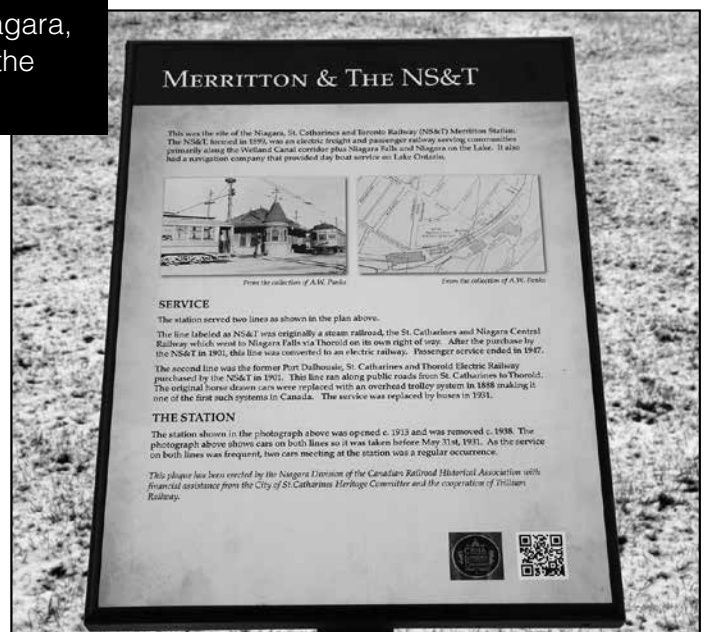 agara,
the
MERRITTON & THE NS&T
This was the site of the Niagara, St. Catharines and Toronto Railway (NS&T) Merritton Station.
The NS&T, formed in 1899, was an electric freight and passenger railway serving communities
primarily along the Welland Canal corridor plus Niagara Falls and Niagara on the Lake. It also
had a navigation company that provided day boat service on Lake Ontario.
From the collection of A.W. Panko
From the collection of A.W. Panko
SERVICE
The station served two lines as shown in the plan above.
The line labeled as NS&T was originally a steam railroad, the St. Catharines and Niagara Central
Railway which went to Niagara Falls via Thorold on its own right of way. After the purchase by
the NS&T in 1901, this line was converted to an electric railway. Passenger service ended in 1947.
The second line was the former Port Dalhousie, St. Catharines and Thorold Electric Railway
purchased by the NS&T in 1901. This line ran along public roads from St. Catharines to Thorold.
The original horse drawn cars were replaced with an overhead trolley system in 1888 making it
one of the first such systems in Canada. The service was replaced by buses in 1931.
THE STATION
The station shown in the photograph above was opened c. 1913 and was removed c. 1938. The
photograph above shows cars on both lines so it was taken before May 31st, 1931. As the service
on both lines was frequent, two cars meeting at the station was a regular occurrence.
This plaque has been erected by the Niagara Division of the Canadian Railroad Historical Association with
financial assistance from the City of St. Catharines Heritage Committee and the cooperation of Trillium
Railway.